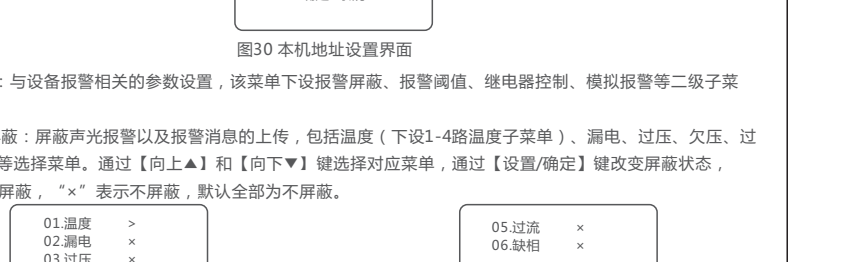 图30 本机地址设置界面
：与设备报警相关的参数设置，该菜单下设报警屏蔽、报警阈值、继电器控制、模拟报警等二级子菜
蔽：屏蔽声光报警以及报警消息的上传，包括温度（下设1-4路温度子菜单）、漏电、过压、欠压、过
等选择菜单。通过【向上▲】和【向下▼】键选择对应菜单，通过【设置/确定】键改变屏蔽状态，
屏蔽，“×”表示不屏蔽，默认全部为不屏蔽。
01.温度 >
02.漏电 ×
03.过压 ×
05.过流 ×
06.缺相 ×